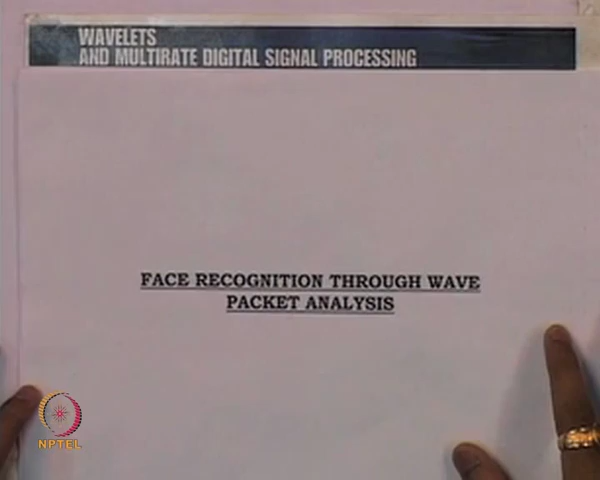 WAVELETS
AND MULTIRATE DIGITAL SIGNAL PROCESSING
FACE RECOGNITION THROUGH WAVE
PACKET ANALYSIS
NPTEL